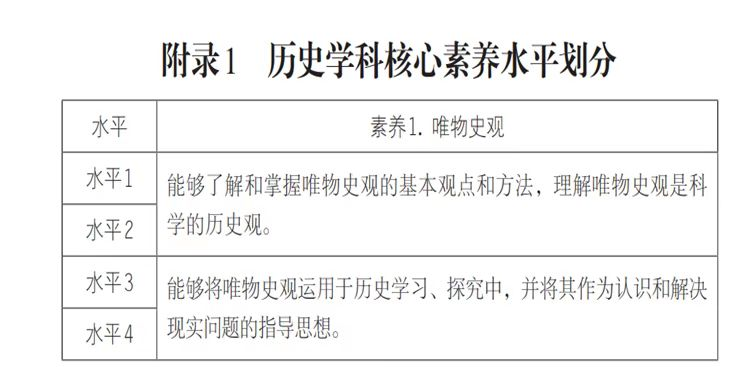 附录1 历史学科核心素养水平划分
水平 素养1. 唯物史观
水平1
能够了解和掌握唯物史观的基本观点和方法，理解唯物史观是科
学的历史观。
水平2
水平3
能够将唯物史观运用于历史学习、探究中，并将其作为认识和解决
现实问题的指导思想。
水平4